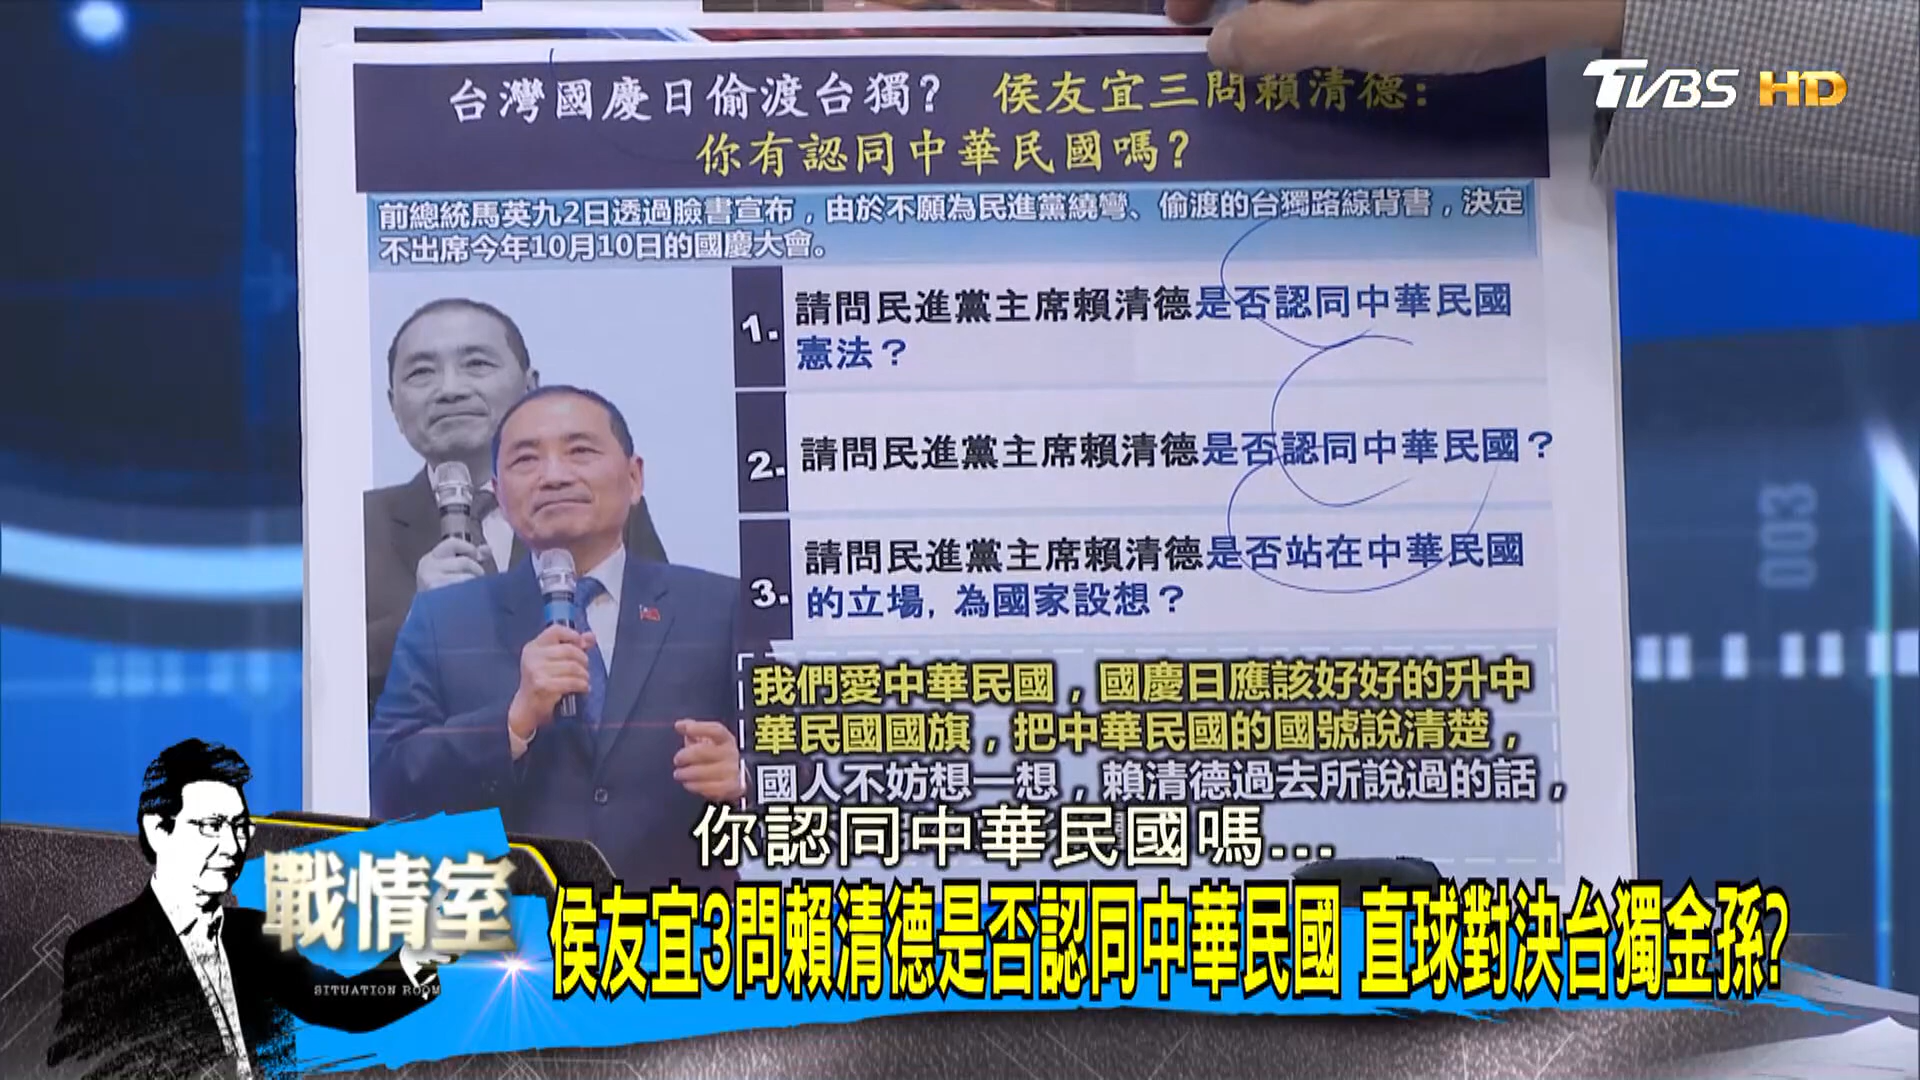 TVBS HD
台灣國慶日偷渡台獨? 侯友宜三問賴清德:
你有認同中華民國嗎?
前總統馬英九2日透過臉書宣布，由於不願為民進黨繞彎、偷渡的台獨路線背書，決定
不出席今年10月10日的國慶大會。
1. 請問民進黨主席賴清德是否認同中華民國
憲法？
2. 請問民進黨主席賴清德是否認同中華民國？
3. 請問民進黨主席賴清德是否站在中華民國
的立場，為國家設想？
我們愛中華民國，國慶日應該好好的升中
華民國國旗，把中華民國的國號說清楚，
國人不妨想一想，賴清德過去所說過的話，
你認同中華民國嗎...
戰情室
SITUATION ROOM
侯友宜3問賴清德是否認同中華民國 直球對決台獨金孫?
003